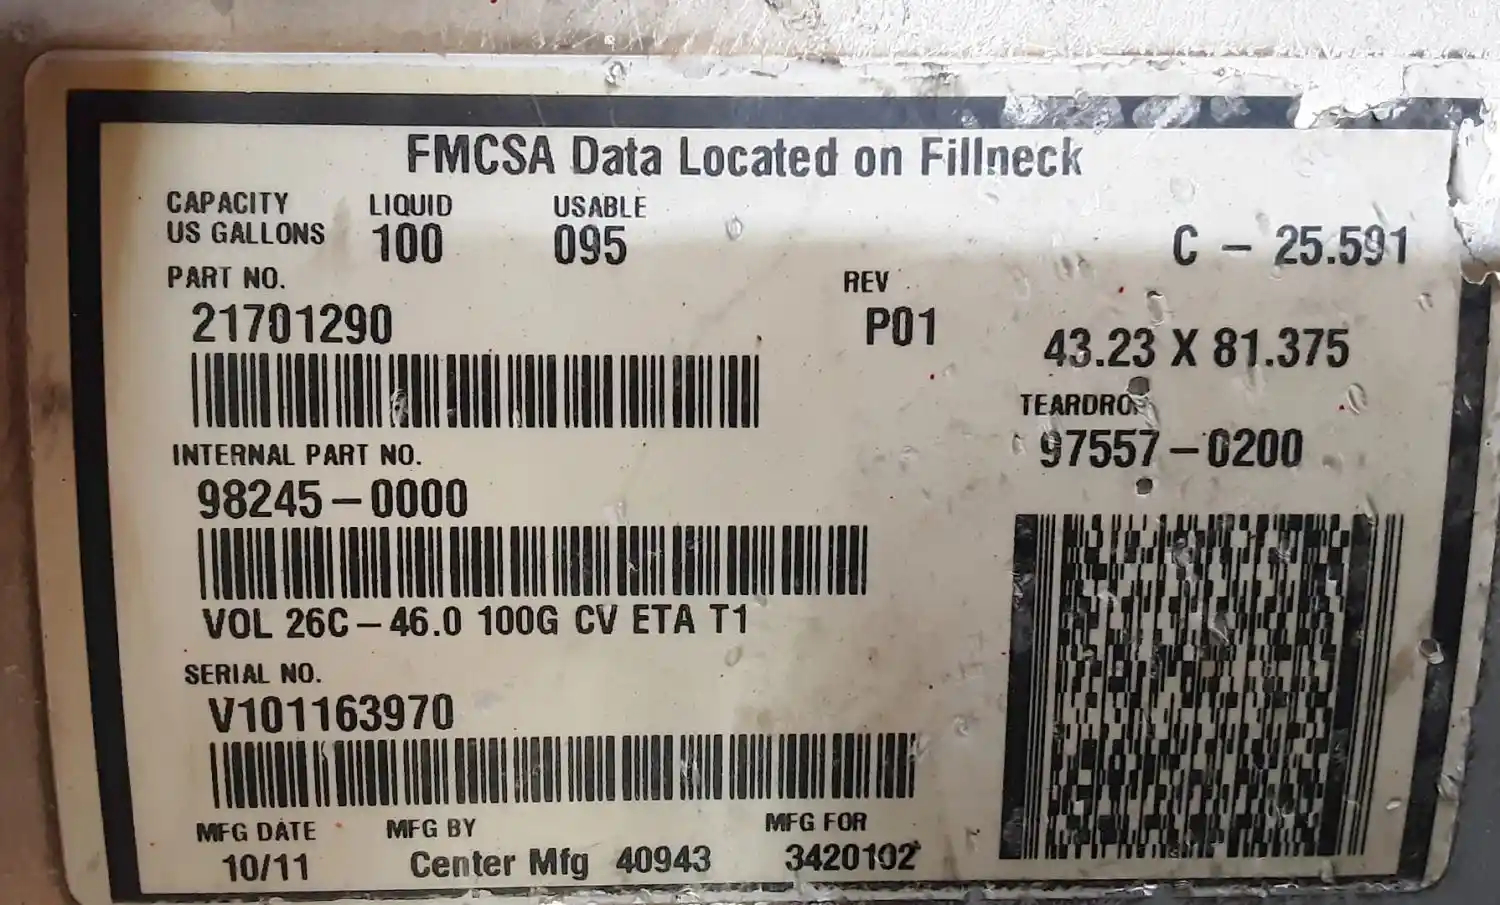 FMCSA Data Located on Fillneck
CAPACITY LIQUID USABLE
US GALLONS 100 095
C - 25.591
PART NO. REV
21701290 P01
43.23 X 81.375
TEARDROP
INTERNAL PART NO. 97557-0200
98245-0000
VOL 26C-46.0 100G CV ETA T1
SERIAL NO.
V101163970
MFG DATE MFG BY MFG FOR
10/11 Center Mfg 40943 3420102